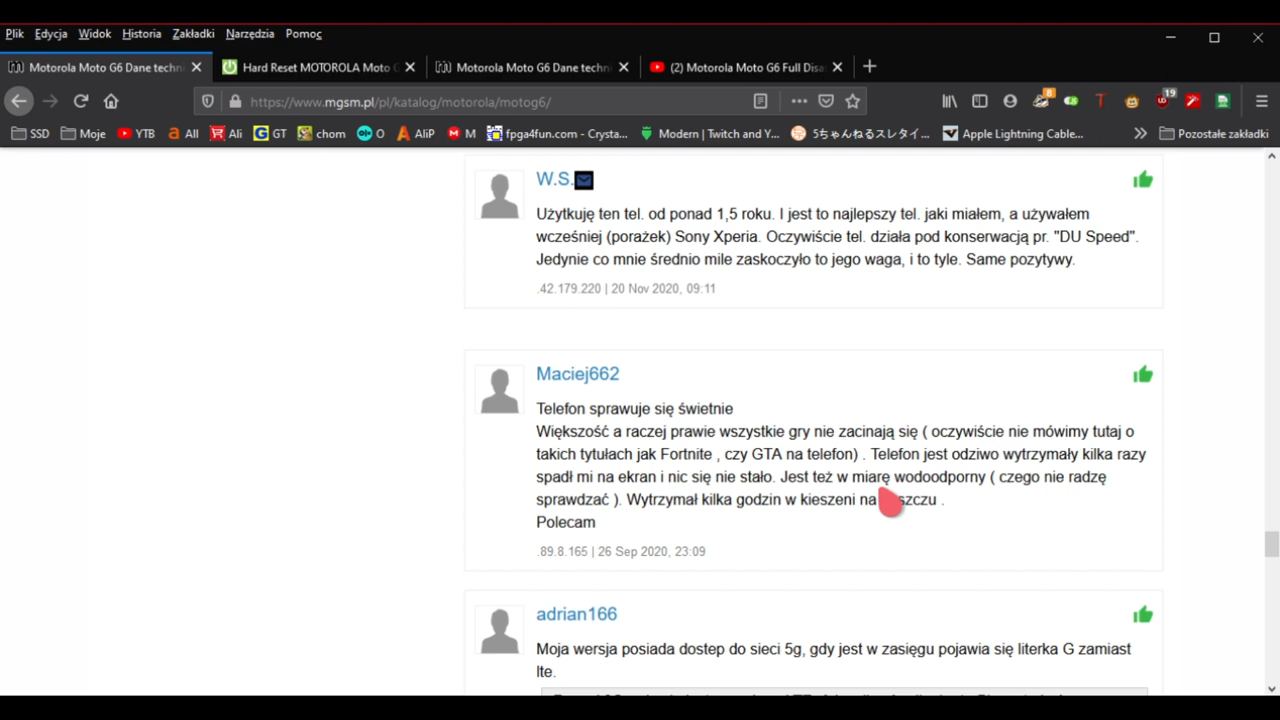 Plik Edycja Widok Historia Zakładki Narzędzia Pomoc
Motorola Moto G6 Dane techni Hard Reset MOTOROLA Moto G Motorola Moto G6 Dane techni (2) Motorola Moto G6 Full Disa
https://www.mgsm.pl/pl/katalog/motorola/motog6/ 8 19
SSD Moje YTB All Ali GT chom O AliP M fpga4fun.com - Crysta... Modern | Twitch and Y... 5ちゃんねるスレタイ... Apple Lightning Cable... Pozostałe zakładki
W.S.
Użytkuję ten tel. od ponad 1,5 roku. I jest to najlepszy tel. jaki miałem, a używałem
wcześniej (porażek) Sony Xperia. Oczywiście tel. działa pod konserwacją pr. "DU Speed".
Jedynie co mnie średnio mile zaskoczyło to jego waga, i to tyle. Same pozytywy.
.42.179.220 | 20 Nov 2020, 09:11
Maciej662
Telefon sprawuje się świetnie
Większość a raczej prawie wszystkie gry nie zacinają się ( oczywiście nie mówimy tutaj o
takich tytułach jak Fortnite , czy GTA na telefon) . Telefon jest odziwo wytrzymały kilka razy
spadł mi na ekran i nic się nie stało. Jest też w miarę wodoodporny ( czego nie radzę
sprawdzać ). Wytrzymał kilka godzin w kieszeni na .
Polecam
.89.8.165 | 26 Sep 2020, 23:09
adrian166
Moja wersja posiada dostep do sieci 5g, gdy jest w zasięgu pojawia się literka G zamiast
lte.